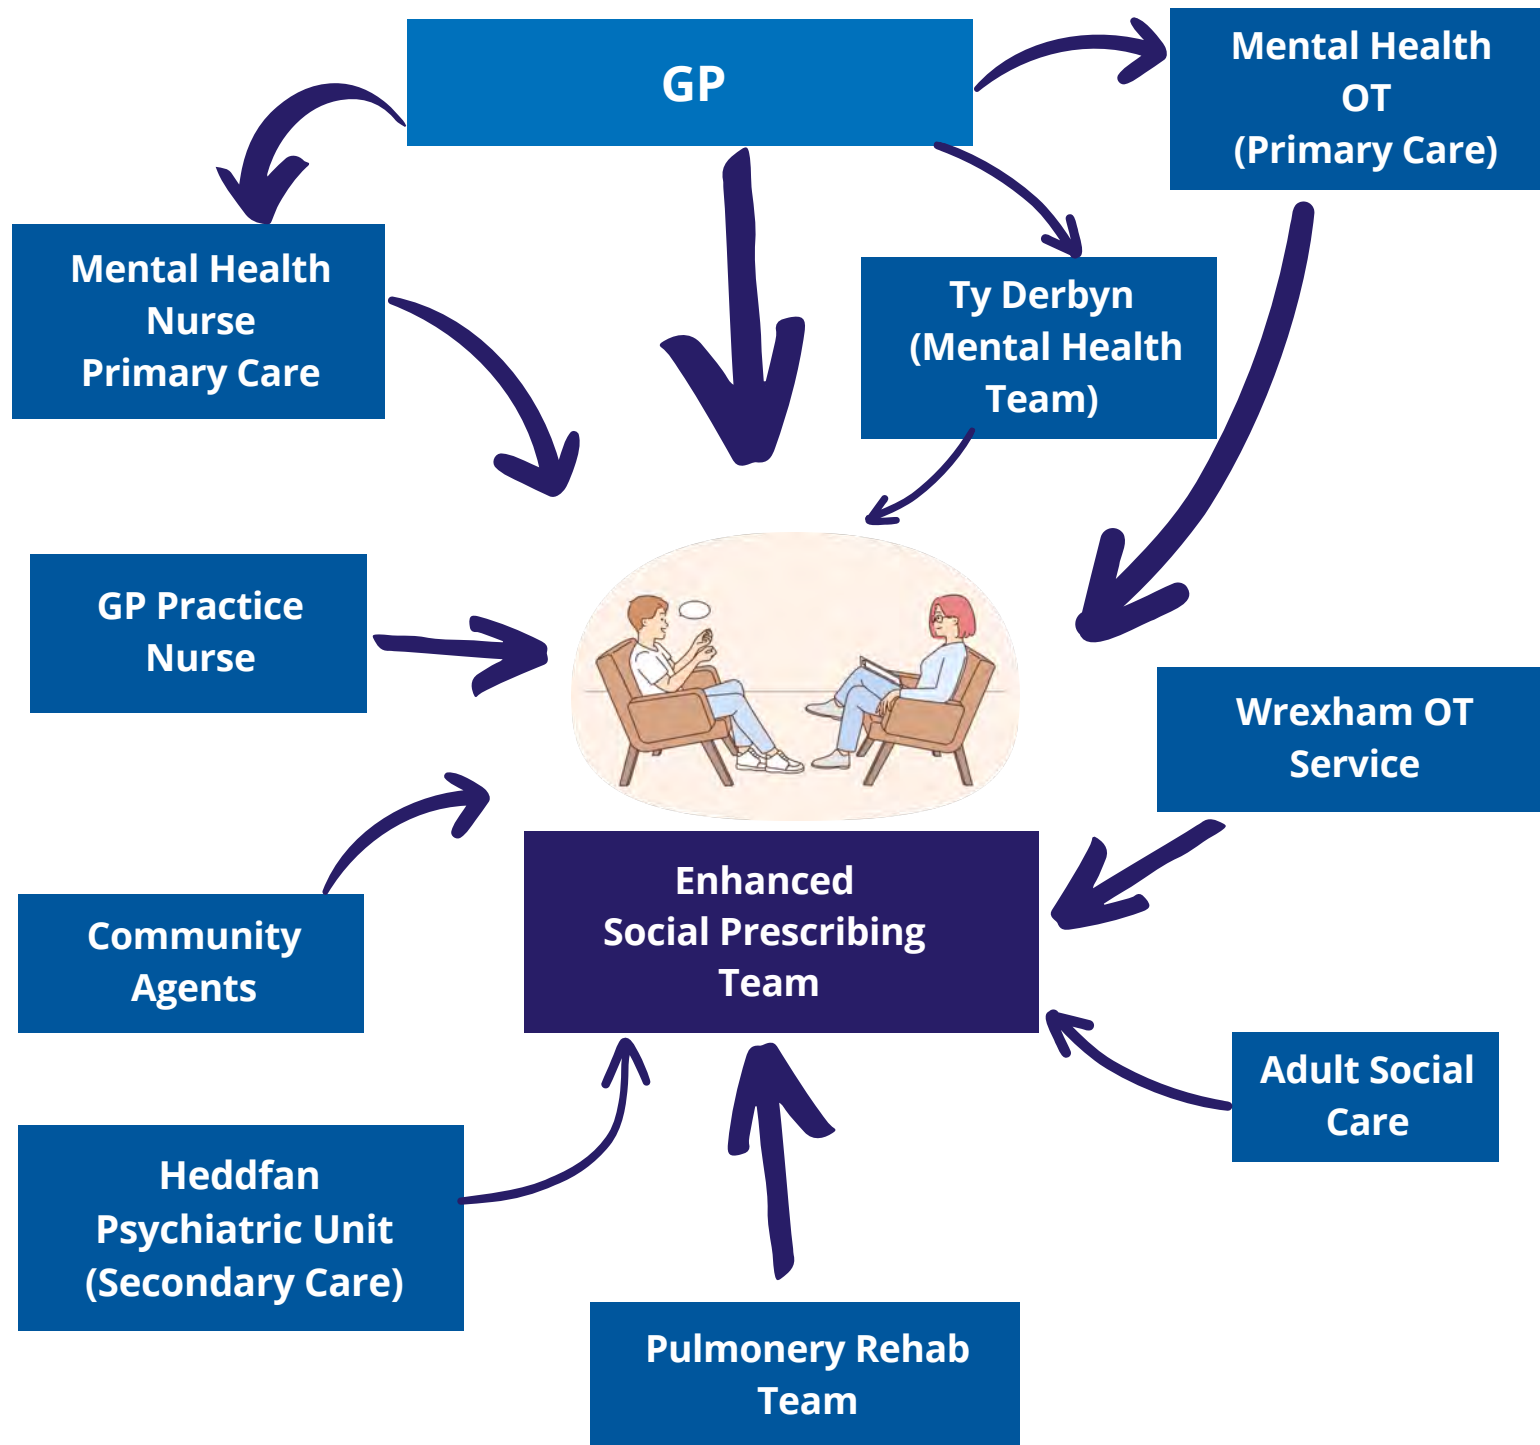 GP
Mental Health
OT
(Primary Care)
Mental Health
Nurse
Primary Care
Ty Derbyn
(Mental Health
Team)
GP Practice
Nurse
Wrexham OT
Service
Community
Agents
Enhanced
Social Prescribing
Team
Adult Social
Care
Heddfan
Psychiatric Unit
(Secondary Care)
Pulmonery Rehab
Team